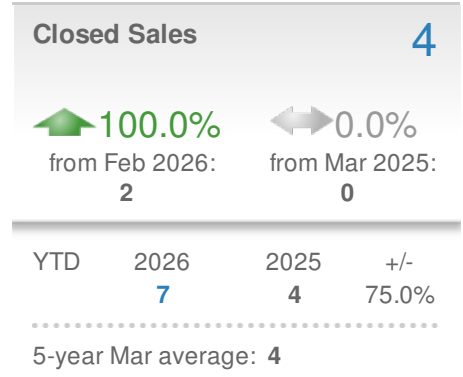 Closed Sales 4
100.0% 0.0%
from Feb 2026: from Mar 2025:
2 0
YTD 2026 2025 +/-
7 4 75.0%
5-year Mar average: 4